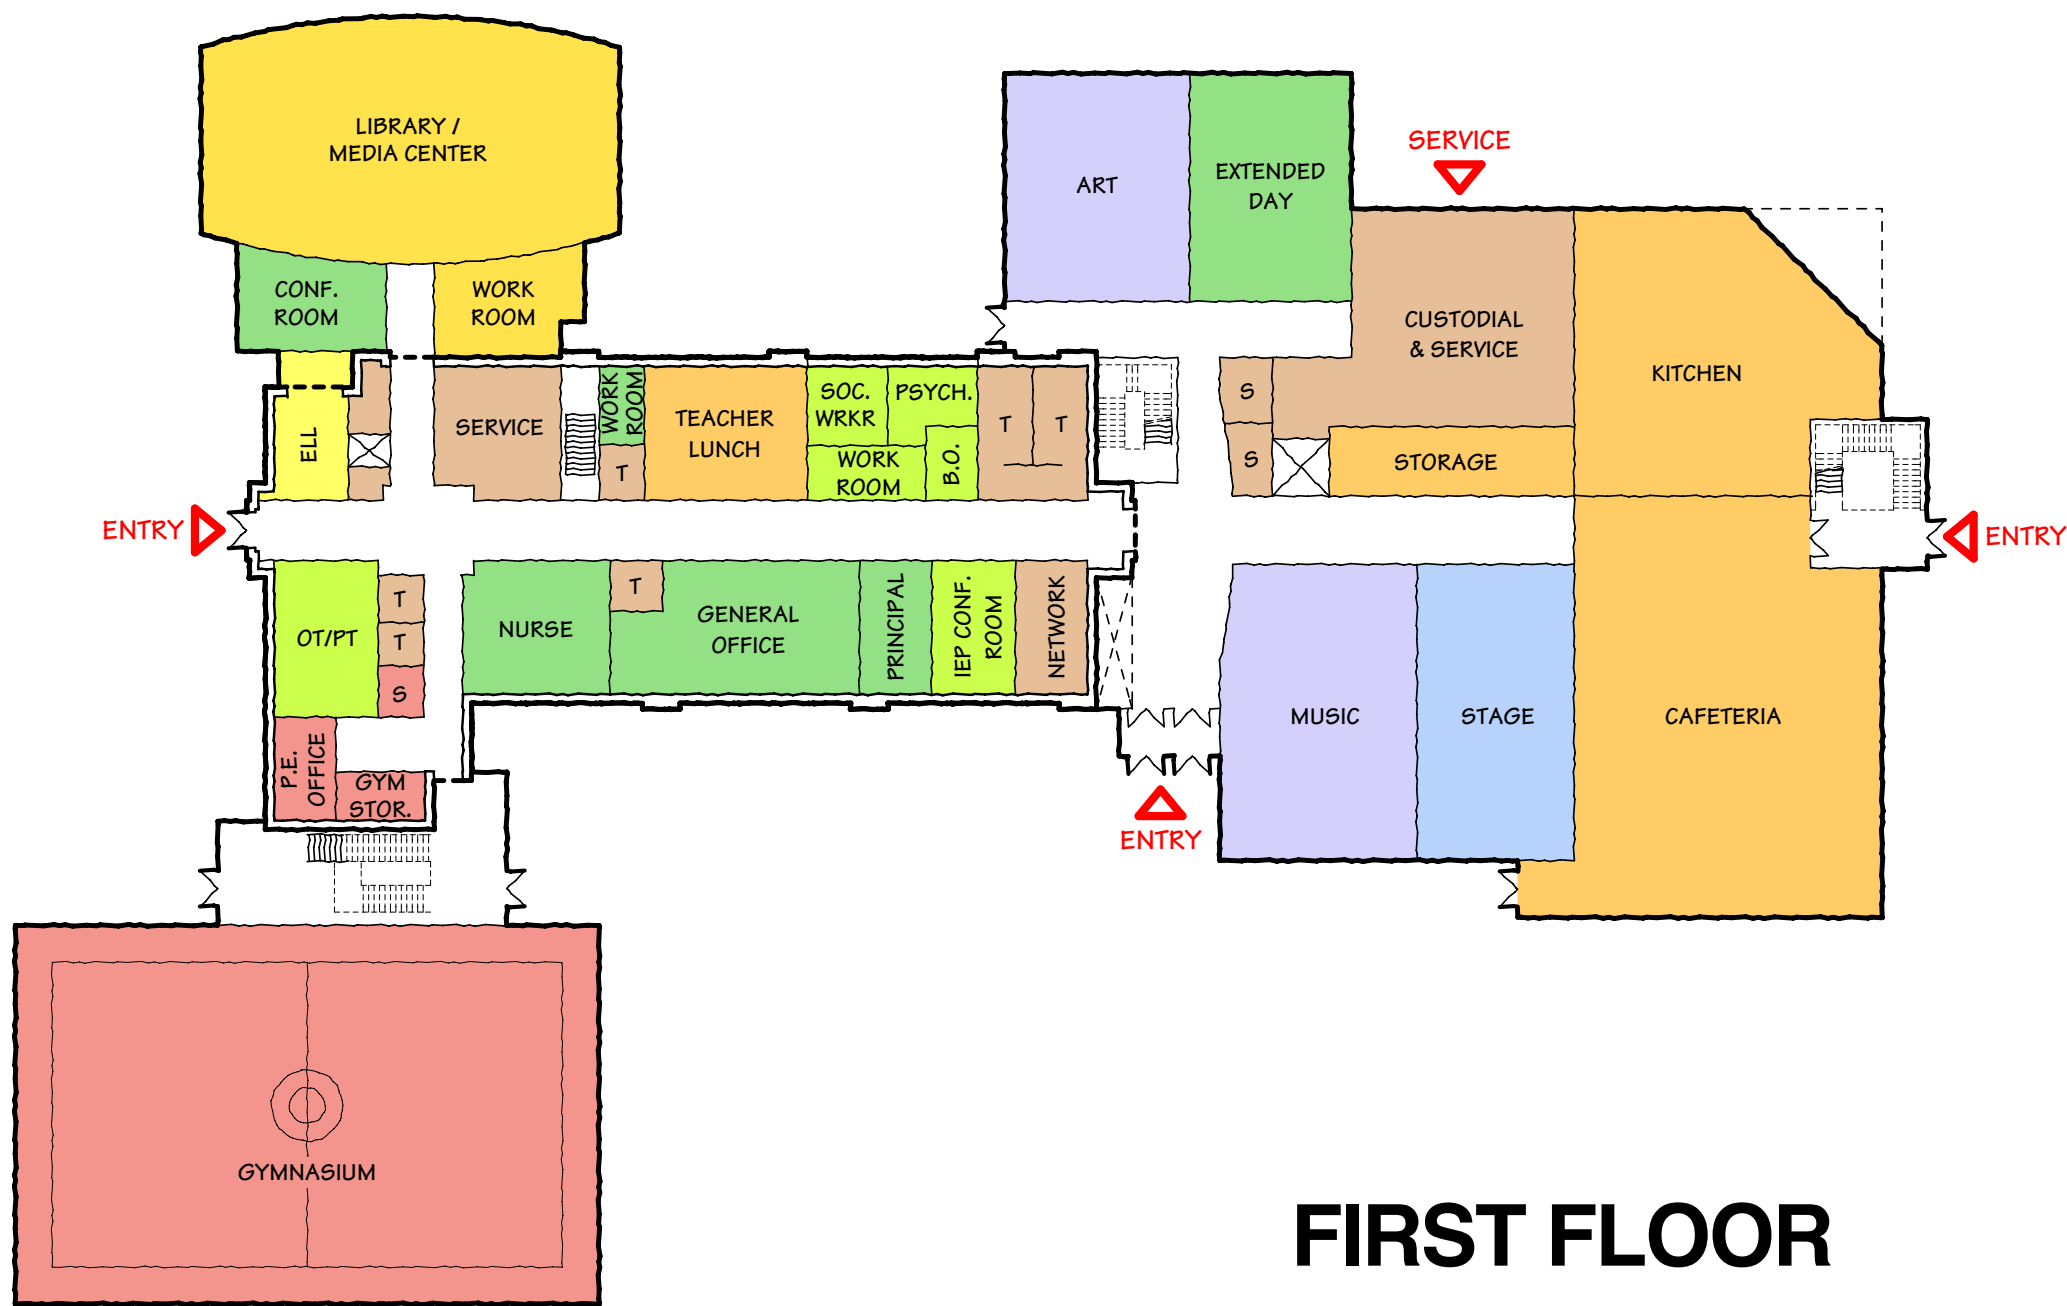 LIBRARY /
MEDIA CENTER
CONF.
ROOM
WORK
ROOM
ART
EXTENDED
DAY
SERVICE
CUSTODIAL
& SERVICE
KITCHEN
ELL
SERVICE
WORK
ROOM
T
TEACHER
LUNCH
SOC.
WRKR
PSYCH.
WORK
ROOM
B.O.
T
T
S
S
STORAGE
ENTRY
ENTRY
OT/PT
T
T
S
NURSE
T
GENERAL
OFFICE
PRINCIPAL
IEP CONF.
ROOM
NETWORK
MUSIC
STAGE
CAFETERIA
P.E.
OFFICE
GYM
STOR.
ENTRY
GYMNASIUM
FIRST FLOOR